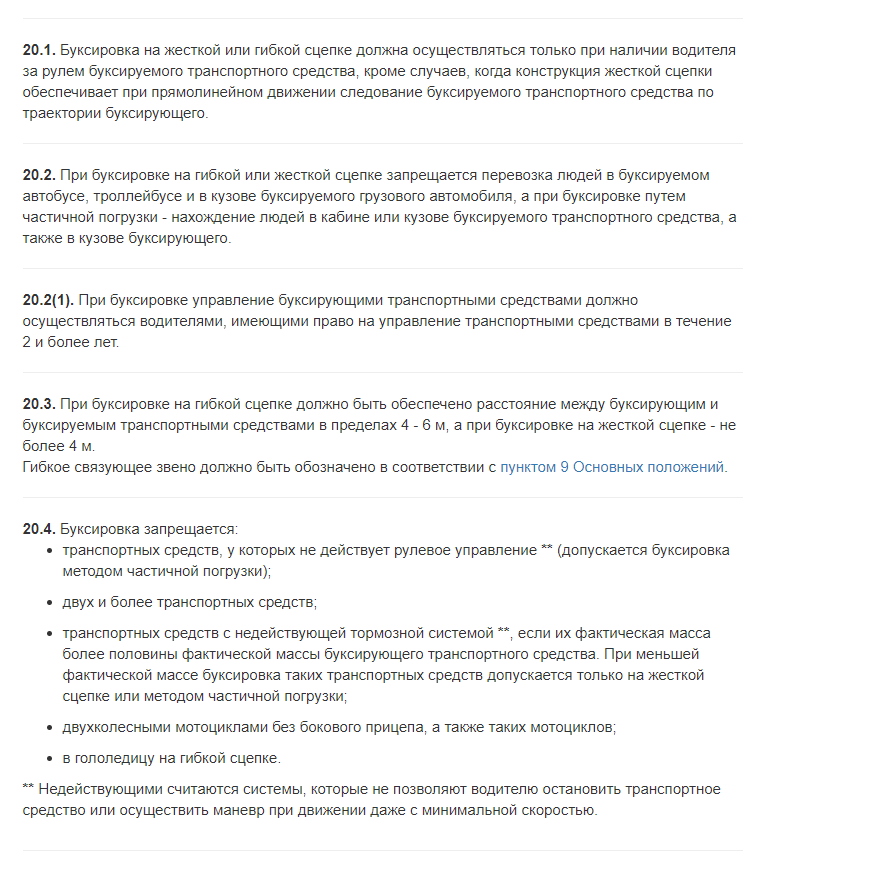 20.1. Буксировка на жесткой или гибкой сцепке должна осуществляться только при наличии водителя
за рулем буксируемого транспортного средства, кроме случаев, когда конструкция жесткой сцепки
обеспечивает при прямолинейном движении следование буксируемого транспортного средства по
траектории буксирующего.
20.2. При буксировке на гибкой или жесткой сцепке запрещается перевозка людей в буксируемом
автобусе, троллейбусе и в кузове буксируемого грузового автомобиля, а при буксировке путем
частичной погрузки - нахождение людей в кабине или кузове буксируемого транспортного средства, а
также в кузове буксирующего.
20.2(1). При буксировке управление буксирующими транспортными средствами должно
осуществляться водителями, имеющими право на управление транспортными средствами в течение
2 и более лет.
20.3. При буксировке на гибкой сцепке должно быть обеспечено расстояние между буксирующим и
буксируемым транспортными средствами в пределах 4 - 6 м, а при буксировке на жесткой сцепке - не
более 4 м.
Гибкое связующее звено должно быть обозначено в соответствии с пунктом 9 Основных положений.
20.4. Буксировка запрещается:
• транспортных средств, у которых не действует рулевое управление ** (допускается буксировка
методом частичной погрузки);
• двух и более транспортных средств;
• транспортных средств с недействующей тормозной системой **, если их фактическая масса
более половины фактической массы буксирующего транспортного средства. При меньшей
фактической массе буксировка таких транспортных средств допускается только на жесткой
сцепке или методом частичной погрузки;
• двухколесными мотоциклами без бокового прицепа, а также таких мотоциклов;
• в гололедицу на гибкой сцепке.
** Недействующими считаются системы, которые не позволяют водителю остановить транспортное
средство или осуществить маневр при движении даже с минимальной скоростью.